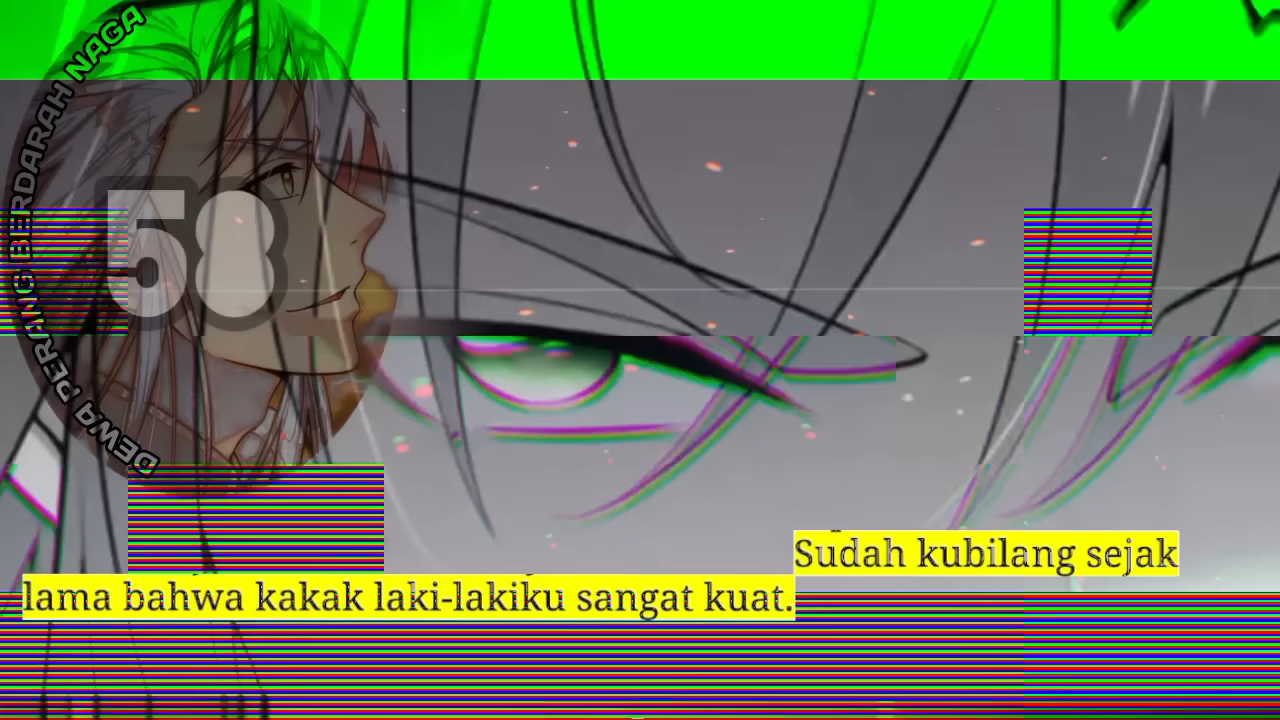 DEWA PERANG BERDARAH NAGA
58
Sudah kubilang sejak
lama bahwa kakak laki-lakiku sangat kuat.